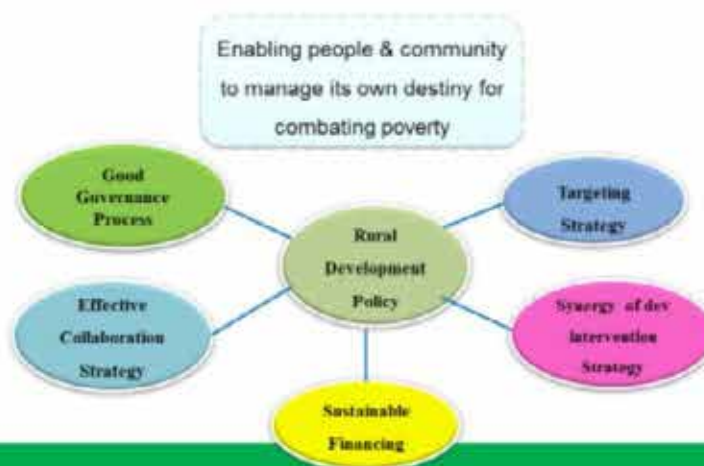 Enabling people & community
to manage its own destiny for
combating poverty
Good
Governance
Process
Targeting
Strategy
Rural
Development
Policy
Effective
Collaboration
Strategy
Synergy of dev
intervention
Strategy
Sustainable
Financing